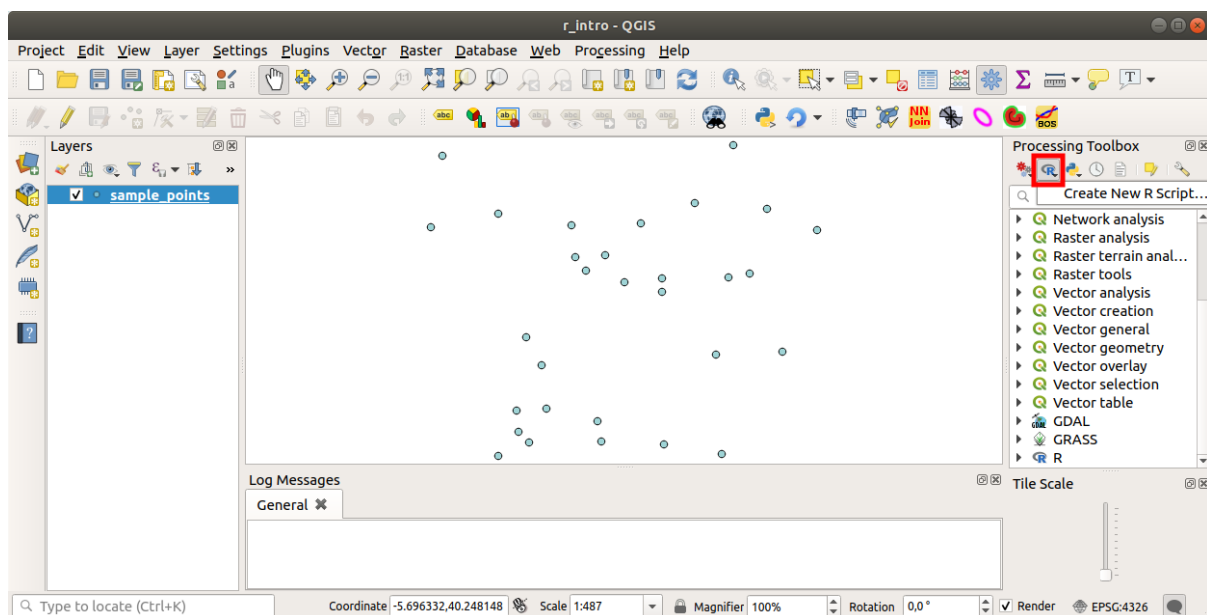 r_intro - QGIS
Project Edit View Layer Settings Plugins Vector Raster Database Web Processing Help
1:1
T
abc
abc
NN
Join
BOS
Layers
sample_points
Processing Toolbox
R
Create New R Script...
Network analysis
Raster analysis
Raster terrain anal...
Raster tools
Vector analysis
Vector creation
Vector general
Vector geometry
Vector overlay
Vector selection
Vector table
GDAL
GRASS
R
Log Messages
General
Tile Scale
Type to locate (Ctrl+K)
Coordinate -5.696332,40.248148 Scale 1:487 Magnifier 100% Rotation 0,0 ° Render EPSG:4326